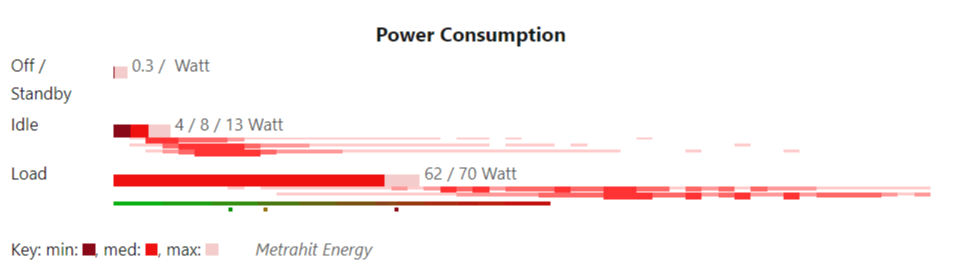 Power Consumption
Off / 0.3 / Watt
Standby
Idle 4 / 8 / 13 Watt
Load 62 / 70 Watt
Key: min: , med: , max: Metrahit Energy